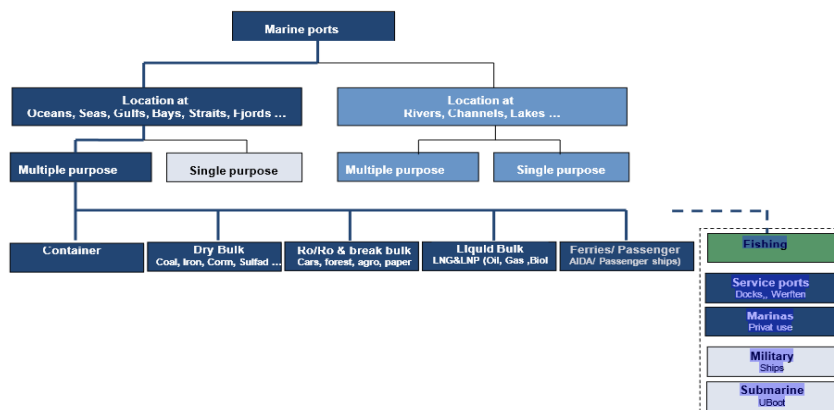 Marine ports
Location at
Oceans, Seas, Gulfs, Bays, Straits, Fjords ...
Location at
Rivers, Channels, Lakes ...
Multiple purpose
Single purpose
Multiple purpose
Single purpose
Container
Dry Bulk
Coal, Iron, Corm, Sulfad ...
Ro/Ro & break bulk
Cars, forest, agro, paper
Liquid Bulk
LNG&LNP (Oil, Gas ,Biol
Ferries/ Passenger
AIDA/ Passenger ships)
Fishing
Service ports
Docks,, Werften
Marinas
Privat use
Military
Ships
Submarine
UBoot